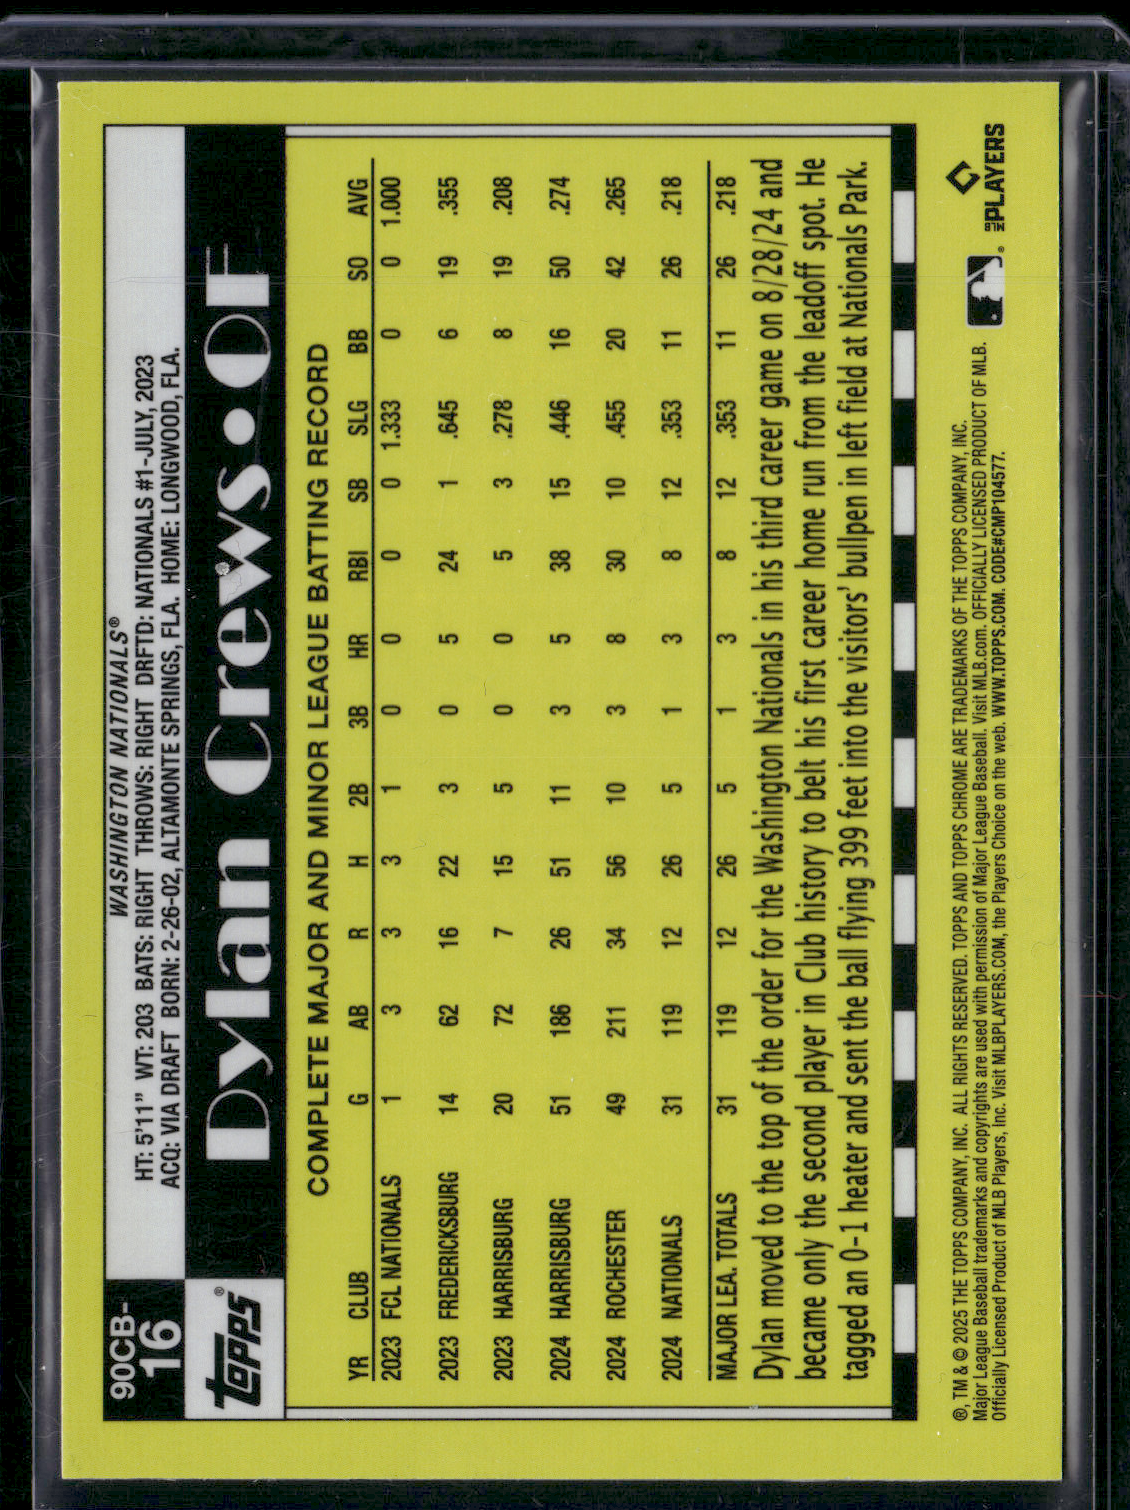 90CB-
16
WASHINGTON NATIONALS®
HT: 5'11" WT: 203 BATS: RIGHT THROWS: RIGHT DRFTD: NATIONALS #1-JULY, 2023
ACQ: VIA DRAFT BORN: 2-26-02, ALTAMONTE SPRINGS, FLA. HOME: LONGWOOD, FLA.
TOPPS®
Dylan Crews • OF
COMPLETE MAJOR AND MINOR LEAGUE BATTING RECORD
YR CLUB G AB R H 2B 3B HR RBI SB SLG BB SO AVG
2023 FCL NATIONALS 1 3 3 3 1 0 0 0 0 1.333 0 0 1.000
2023 FREDERICKSBURG 14 62 16 22 3 0 5 24 1 .645 6 19 .355
2023 HARRISBURG 20 72 7 15 5 0 0 5 3 .278 8 19 .208
2024 HARRISBURG 51 186 26 51 11 3 5 38 15 .446 16 50 .274
2024 ROCHESTER 49 211 34 56 10 3 8 30 10 .455 20 42 .265
2024 NATIONALS 31 119 12 26 5 1 3 8 12 .353 11 26 .218
MAJOR LEA. TOTALS 31 119 12 26 5 1 3 8 12 .353 11 26 .218
Dylan moved to the top of the order for the Washington Nationals in his third career game on 8/28/24 and
became only the second player in Club history to belt his first career home run from the leadoff spot. He
tagged an 0-1 heater and sent the ball flying 399 feet into the visitors' bullpen in left field at Nationals Park.
®, TM & © 2025 THE TOPPS COMPANY, INC. ALL RIGHTS RESERVED. TOPPS AND TOPPS CHROME ARE TRADEMARKS OF THE TOPPS COMPANY, INC.
Major League Baseball trademarks and copyrights are used with permission of Major League Baseball. Visit MLB.com. OFFICIALLY LICENSED PRODUCT OF MLB.
Officially Licensed Product of MLB Players, Inc. Visit MLBPLAYERS.COM, the Players Choice on the web. WWW.TOPPS.COM. CODE#CMP104577.
MLB PLAYERS